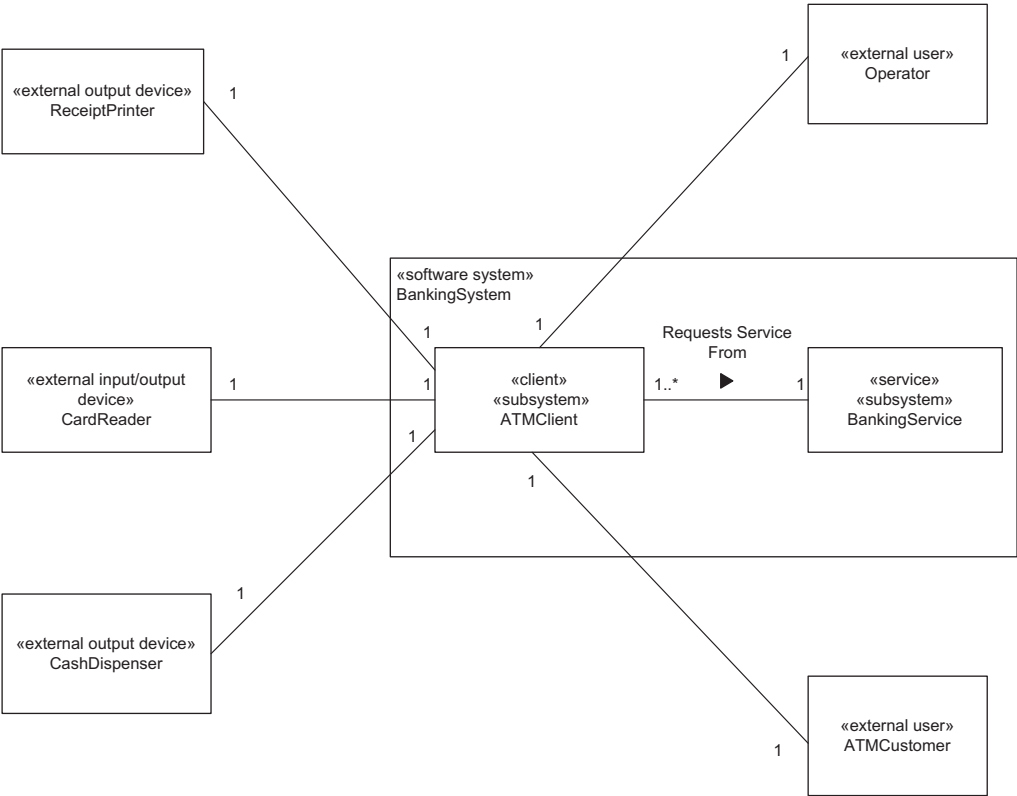 «external user»
Operator
1
«external output device»
ReceiptPrinter
1
«software system»
BankingSystem
1
1
Requests Service
From
«external input/output
device»
CardReader
1
1
«client»
«subsystem»
ATMClient
1..*
1
«service»
«subsystem»
BankingService
1
1
1
«external output device»
CashDispenser
«external user»
ATMCustomer
1